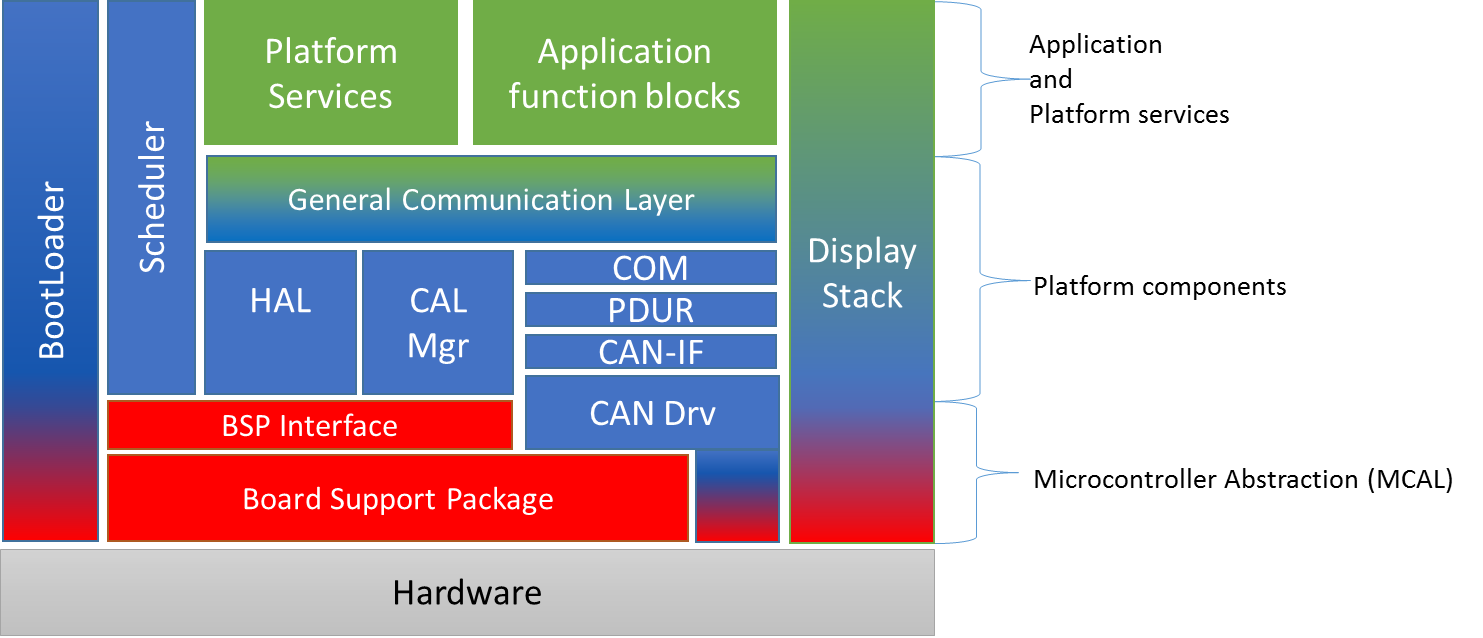 BootLoader
Scheduler
Platform
Services
Application
function blocks
General Communication Layer
HAL
CAL
Mgr
COM
PDUR
CAN-IF
CAN Drv
BSP Interface
Board Support Package
Display
Stack
Hardware
Application
and
Platform services
Platform components
Microcontroller Abstraction (MCAL)